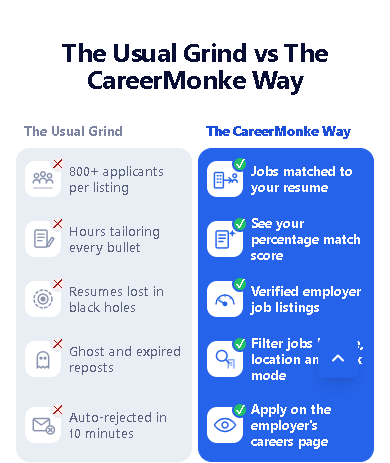 The Usual Grind vs The
CareerMonke Way
The Usual Grind
The CareerMonke Way
800+ applicants
per listing
Jobs matched to
your resume
Hours tailoring
every bullet
See your
percentage match
score
Resumes lost in
black holes
Verified employer
job listings
Ghost and expired
reposts
Filter jobs
location
mode
Auto-rejected in
10 minutes
Apply on the
employer's
careers page